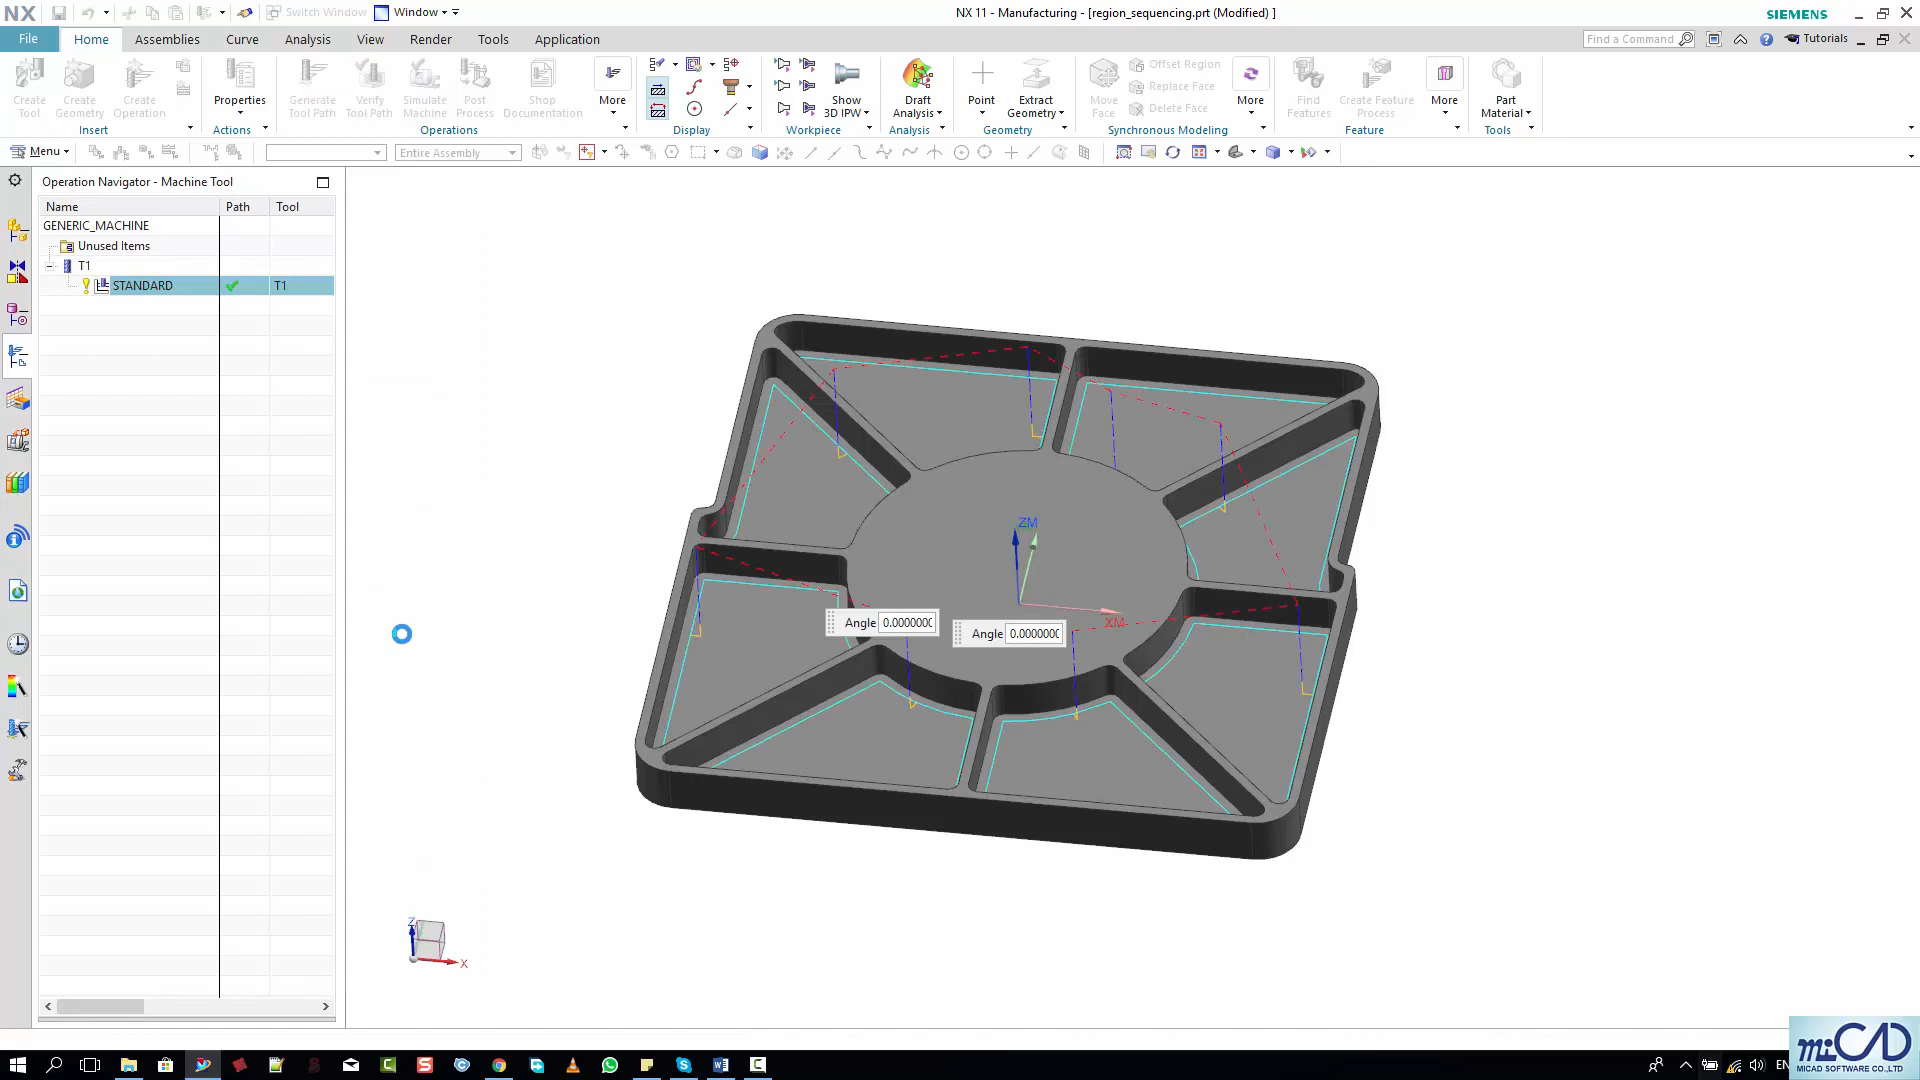 NX
Switch Window
Window
NX 11 - Manufacturing - [region_sequencing.prt (Modified) ]
SIEMENS
File
Home
Assemblies
Curve
Analysis
View
Render
Tools
Application
Find a Command
Tutorials
Create Tool
Create Geometry
Create Operation
Insert
Properties
Actions
Generate Tool Path
Verify Tool Path
Simulate Machine
Post Process
Shop Documentation
More
Operations
Display
Show 3D IPW
Workpiece
Draft Analysis
Analysis
Point
Extract Geometry
Geometry
Move Face
Offset Region
Replace Face
Delete Face
More
Synchronous Modeling
Find Features
Create Feature Process
More
Feature
Part Material
Tools
Menu
Entire Assembly
Operation Navigator - Machine Tool
Name
Path
Tool
GENERIC_MACHINE
Unused Items
T1
STANDARD
T1
ZM
XM
Angle 0.0000000
Angle 0.0000000
Z
X
EN
miCAD
MICAD SOFTWARE CO.,LTD